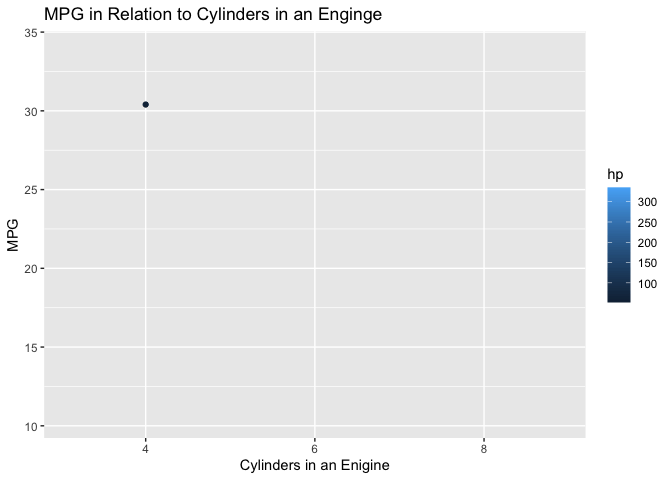 MPG in Relation to Cylinders in an Enginge
35
30
25
20
15
10
MPG
4 6 8
Cylinders in an Enigine
hp
300
250
200
150
100